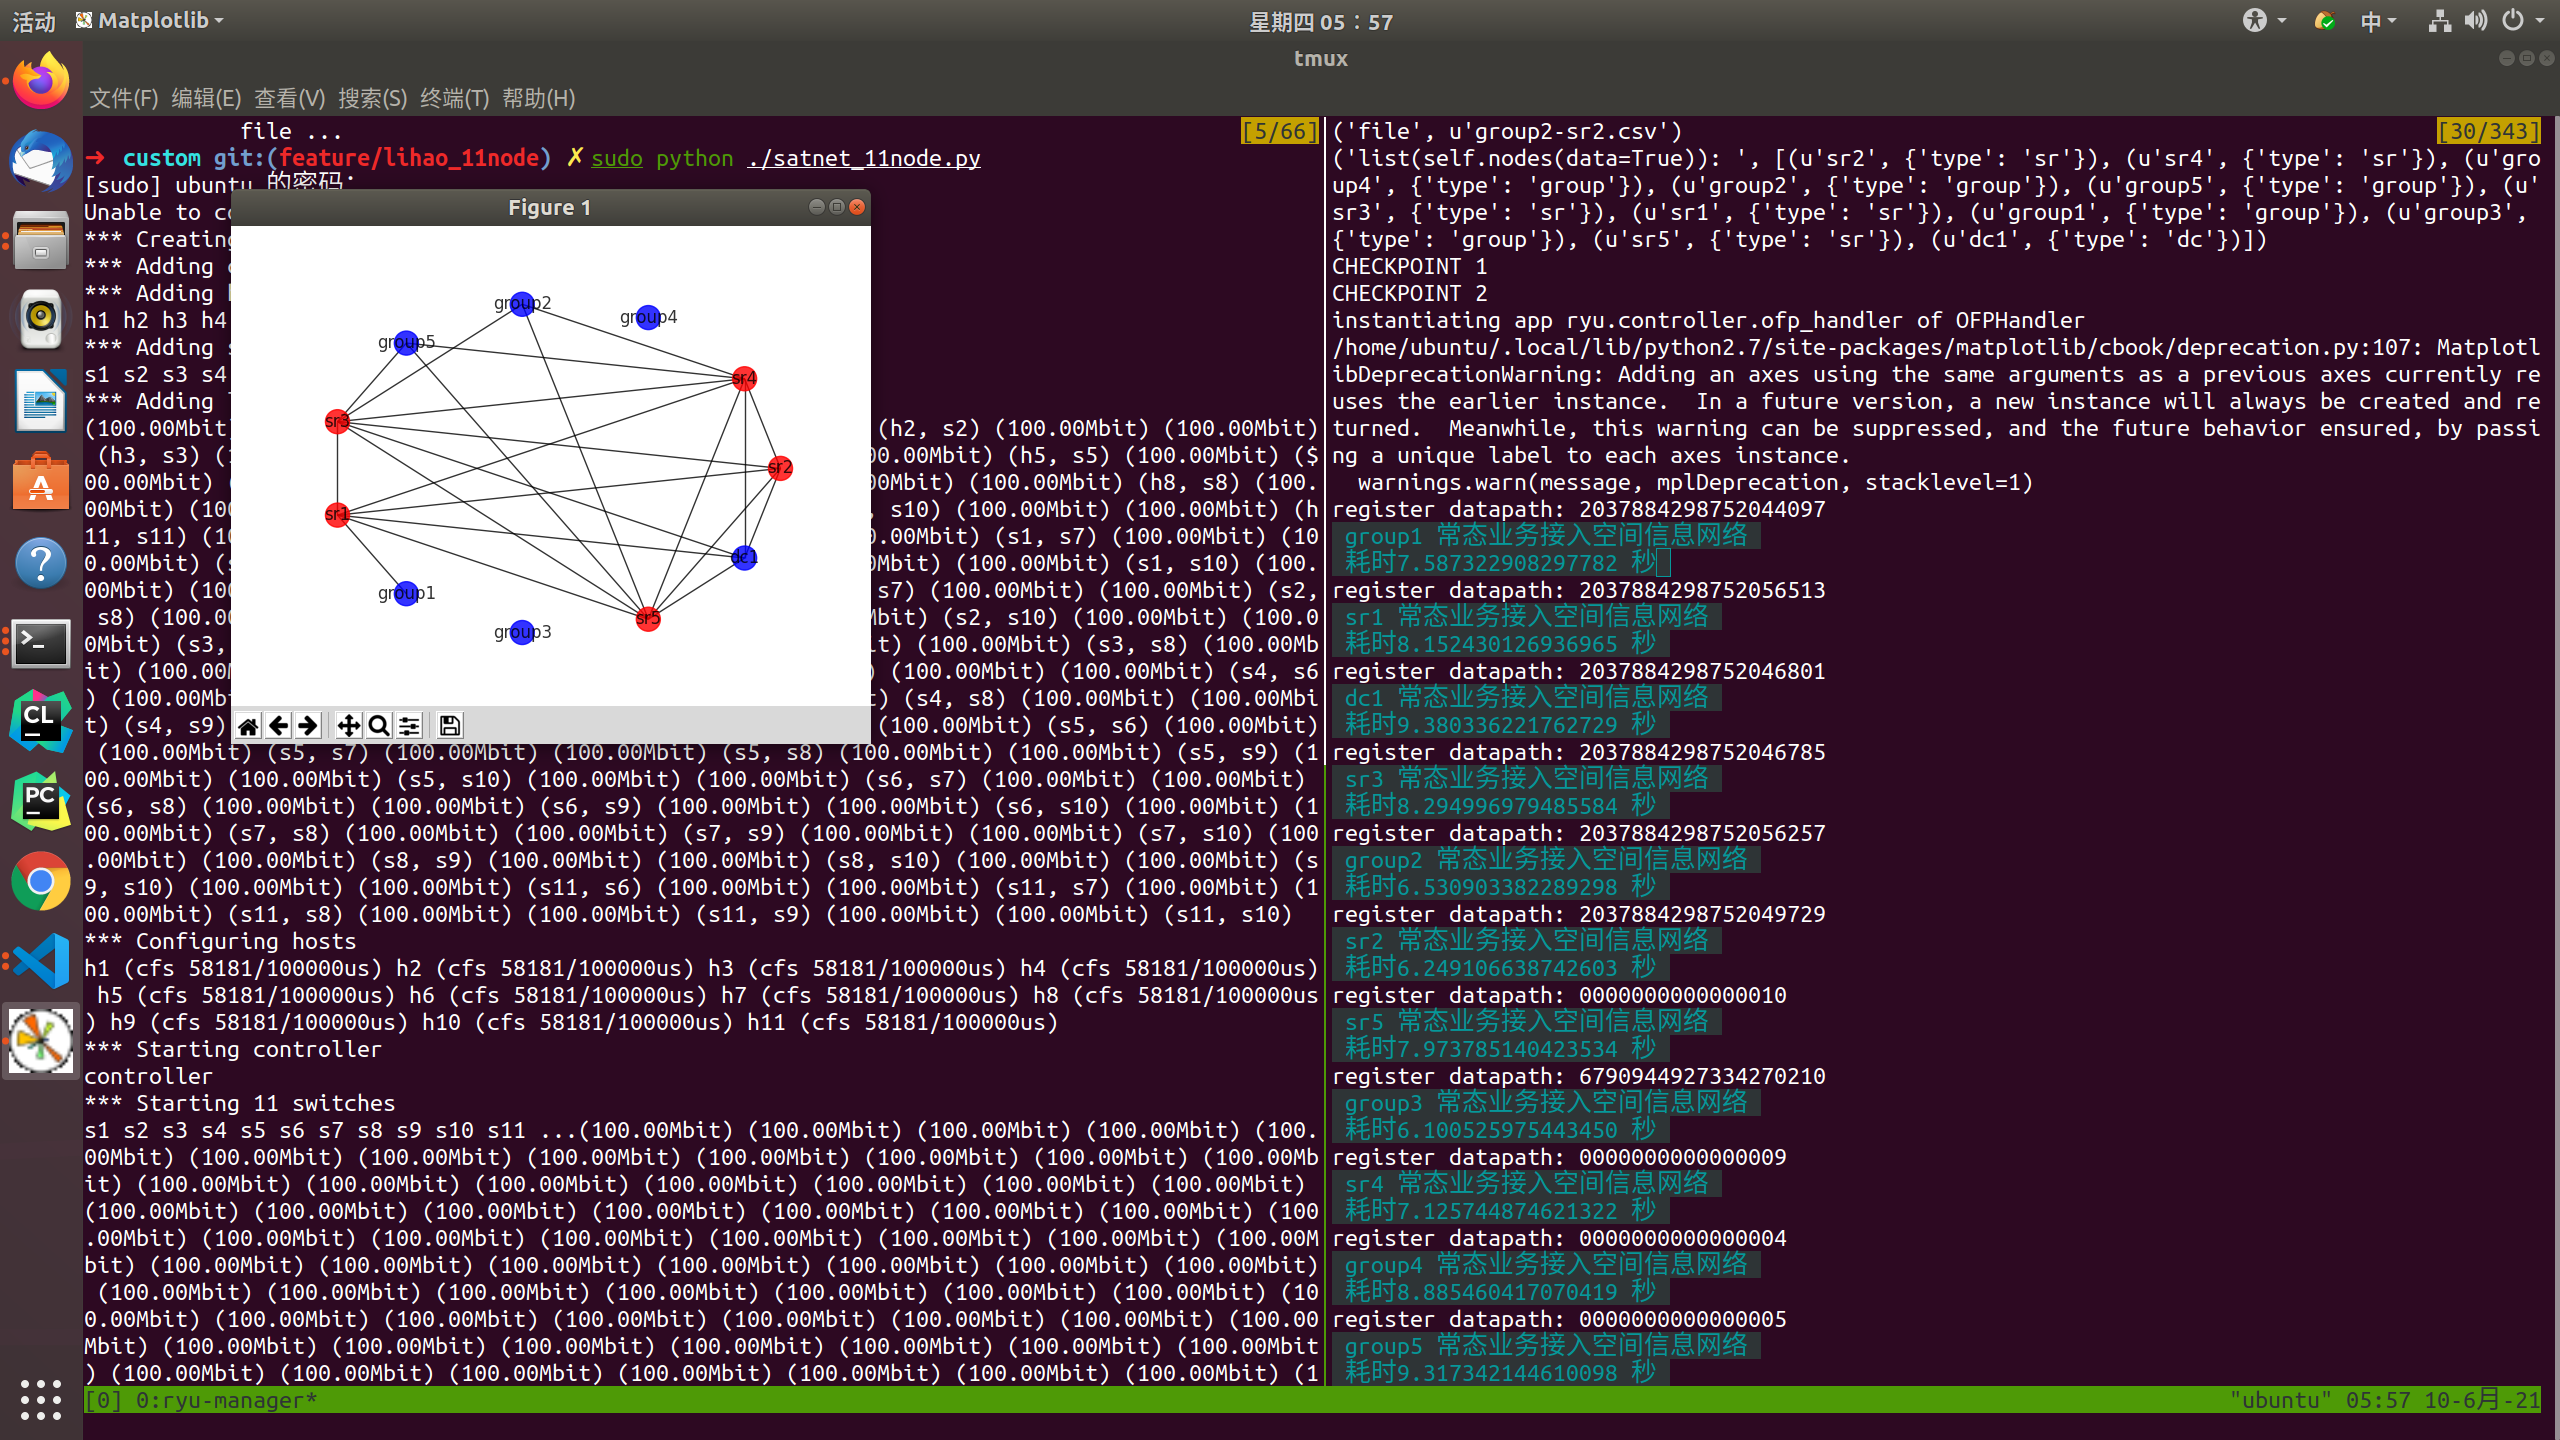 活动 Matplotlib 星期四 05：57 中
tmux
文件(F) 编辑(E) 查看(V) 搜索(S) 终端(T) 帮助(H)
file ... [5/66]
➜ custom git:(feature/lihao_11node) ✗ sudo python ./satnet_11node.py
[sudo] ubuntu 的密码：
Unable to co
*** Creating
*** Adding
*** Adding
h1 h2 h3 h4
*** Adding
s1 s2 s3 s4
*** Adding
(100.00Mbit) (h2, s2) (100.00Mbit) (100.00Mbit)
(h3, s3) ( 00.00Mbit) (h5, s5) (100.00Mbit) ($
00.00Mbit) Mbit) (100.00Mbit) (h8, s8) (100.
00Mbit) (10 s10) (100.00Mbit) (100.00Mbit) (h
11, s11) (10 .00Mbit) (s1, s7) (100.00Mbit) (10
0.00Mbit) (s Mbit) (100.00Mbit) (s1, s10) (100.
00Mbit) (10 s7) (100.00Mbit) (100.00Mbit) (s2,
s8) (100.0 Mbit) (s2, s10) (100.00Mbit) (100.0
0Mbit) (s3, it) (100.00Mbit) (s3, s8) (100.00Mb
it) (100.00M ) (100.00Mbit) (100.00Mbit) (s4, s6
) (100.00Mb t) (s4, s8) (100.00Mbit) (100.00Mbi
t) (s4, s9) (100.00Mbit) (s5, s6) (100.00Mbit)
(100.00Mbit) (s5, s7) (100.00Mbit) (100.00Mbit) (s5, s8) (100.00Mbit) (100.00Mbit) (s5, s9) (1
00.00Mbit) (100.00Mbit) (s5, s10) (100.00Mbit) (100.00Mbit) (s6, s7) (100.00Mbit) (100.00Mbit)
(s6, s8) (100.00Mbit) (100.00Mbit) (s6, s9) (100.00Mbit) (100.00Mbit) (s6, s10) (100.00Mbit) (1
00.00Mbit) (s7, s8) (100.00Mbit) (100.00Mbit) (s7, s9) (100.00Mbit) (100.00Mbit) (s7, s10) (100
.00Mbit) (100.00Mbit) (s8, s9) (100.00Mbit) (100.00Mbit) (s8, s10) (100.00Mbit) (100.00Mbit) (s
9, s10) (100.00Mbit) (100.00Mbit) (s11, s6) (100.00Mbit) (100.00Mbit) (s11, s7) (100.00Mbit) (1
00.00Mbit) (s11, s8) (100.00Mbit) (100.00Mbit) (s11, s9) (100.00Mbit) (100.00Mbit) (s11, s10)
*** Configuring hosts
h1 (cfs 58181/100000us) h2 (cfs 58181/100000us) h3 (cfs 58181/100000us) h4 (cfs 58181/100000us)
h5 (cfs 58181/100000us) h6 (cfs 58181/100000us) h7 (cfs 58181/100000us) h8 (cfs 58181/100000us
) h9 (cfs 58181/100000us) h10 (cfs 58181/100000us) h11 (cfs 58181/100000us)
*** Starting controller
controller
*** Starting 11 switches
s1 s2 s3 s4 s5 s6 s7 s8 s9 s10 s11 ...(100.00Mbit) (100.00Mbit) (100.00Mbit) (100.00Mbit) (100.
00Mbit) (100.00Mbit) (100.00Mbit) (100.00Mbit) (100.00Mbit) (100.00Mbit) (100.00Mbit) (100.00Mb
it) (100.00Mbit) (100.00Mbit) (100.00Mbit) (100.00Mbit) (100.00Mbit) (100.00Mbit) (100.00Mbit)
(100.00Mbit) (100.00Mbit) (100.00Mbit) (100.00Mbit) (100.00Mbit) (100.00Mbit) (100.00Mbit) (100
.00Mbit) (100.00Mbit) (100.00Mbit) (100.00Mbit) (100.00Mbit) (100.00Mbit) (100.00Mbit) (100.00M
bit) (100.00Mbit) (100.00Mbit) (100.00Mbit) (100.00Mbit) (100.00Mbit) (100.00Mbit) (100.00Mbit)
(100.00Mbit) (100.00Mbit) (100.00Mbit) (100.00Mbit) (100.00Mbit) (100.00Mbit) (100.00Mbit) (10
0.00Mbit) (100.00Mbit) (100.00Mbit) (100.00Mbit) (100.00Mbit) (100.00Mbit) (100.00Mbit) (100.00
Mbit) (100.00Mbit) (100.00Mbit) (100.00Mbit) (100.00Mbit) (100.00Mbit) (100.00Mbit) (100.00Mbit
) (100.00Mbit) (100.00Mbit) (100.00Mbit) (100.00Mbit) (100.00Mbit) (100.00Mbit) (100.00Mbit) (1
Figure 1
group2
group4
group5
sr4
sr3
sr2
sr1
dc1
group1
sr5
group3
('file', u'group2-sr2.csv') [30/343]
('list(self.nodes(data=True)): ', [(u'sr2', {'type': 'sr'}), (u'sr4', {'type': 'sr'}), (u'gro
up4', {'type': 'group'}), (u'group2', {'type': 'group'}), (u'group5', {'type': 'group'}), (u'
sr3', {'type': 'sr'}), (u'sr1', {'type': 'sr'}), (u'group1', {'type': 'group'}), (u'group3',
{'type': 'group'}), (u'sr5', {'type': 'sr'}), (u'dc1', {'type': 'dc'})])
CHECKPOINT 1
CHECKPOINT 2
instantiating app ryu.controller.ofp_handler of OFPHandler
/home/ubuntu/.local/lib/python2.7/site-packages/matplotlib/cbook/deprecation.py:107: Matplotl
ibDeprecationWarning: Adding an axes using the same arguments as a previous axes currently re
uses the earlier instance.  In a future version, a new instance will always be created and re
turned.  Meanwhile, this warning can be suppressed, and the future behavior ensured, by passi
ng a unique label to each axes instance.
warnings.warn(message, mplDeprecation, stacklevel=1)
register datapath: 2037884298752044097
group1 常态业务接入空间信息网络
耗时7.587322908297782 秒
register datapath: 2037884298752056513
sr1 常态业务接入空间信息网络
耗时8.152430126936965 秒
register datapath: 2037884298752046801
dc1 常态业务接入空间信息网络
耗时9.380336221762729 秒
register datapath: 2037884298752046785
sr3 常态业务接入空间信息网络
耗时8.294996979485584 秒
register datapath: 2037884298752056257
group2 常态业务接入空间信息网络
耗时6.530903382289298 秒
register datapath: 2037884298752049729
sr2 常态业务接入空间信息网络
耗时6.249106638742603 秒
register datapath: 0000000000000010
sr5 常态业务接入空间信息网络
耗时7.973785140423534 秒
register datapath: 6790944927334270210
group3 常态业务接入空间信息网络
耗时6.100525975443450 秒
register datapath: 0000000000000009
sr4 常态业务接入空间信息网络
耗时7.125744874621322 秒
register datapath: 0000000000000004
group4 常态业务接入空间信息网络
耗时8.885460417070419 秒
register datapath: 0000000000000005
group5 常态业务接入空间信息网络
耗时9.317342144610098 秒
[0] 0:ryu-manager* "ubuntu" 05:57 10-6月-21
CL
PC